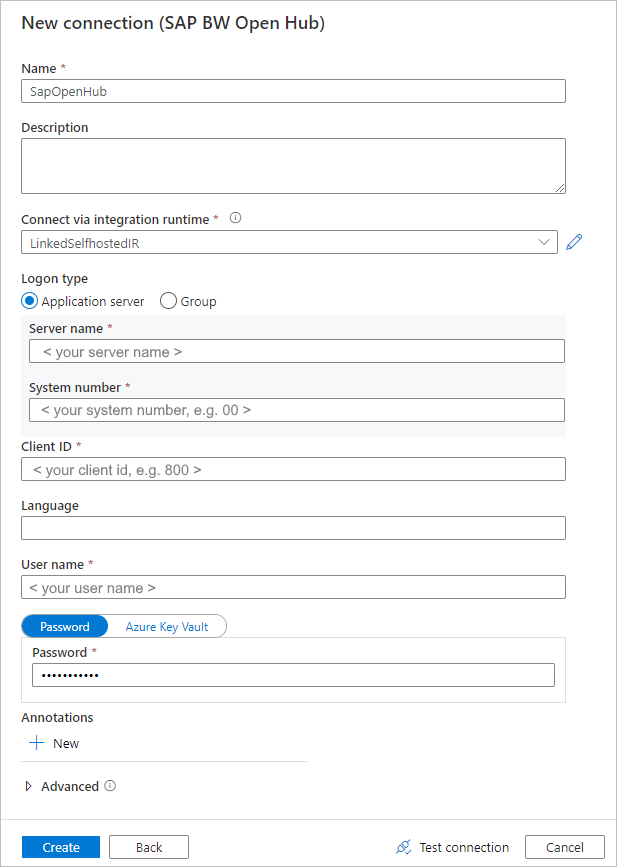 New connection (SAP BW Open Hub)
Name *
SapOpenHub
Description
Connect via integration runtime *
LinkedSelfhostedIR
Logon type
Application server Group
Server name *
< your server name >
System number *
< your system number, e.g. 00 >
Client ID *
< your client id, e.g. 800 >
Language
User name *
< your user name >
Password Azure Key Vault
Password *
•••••••••••
Annotations
New
Advanced
Create Back Test connection Cancel